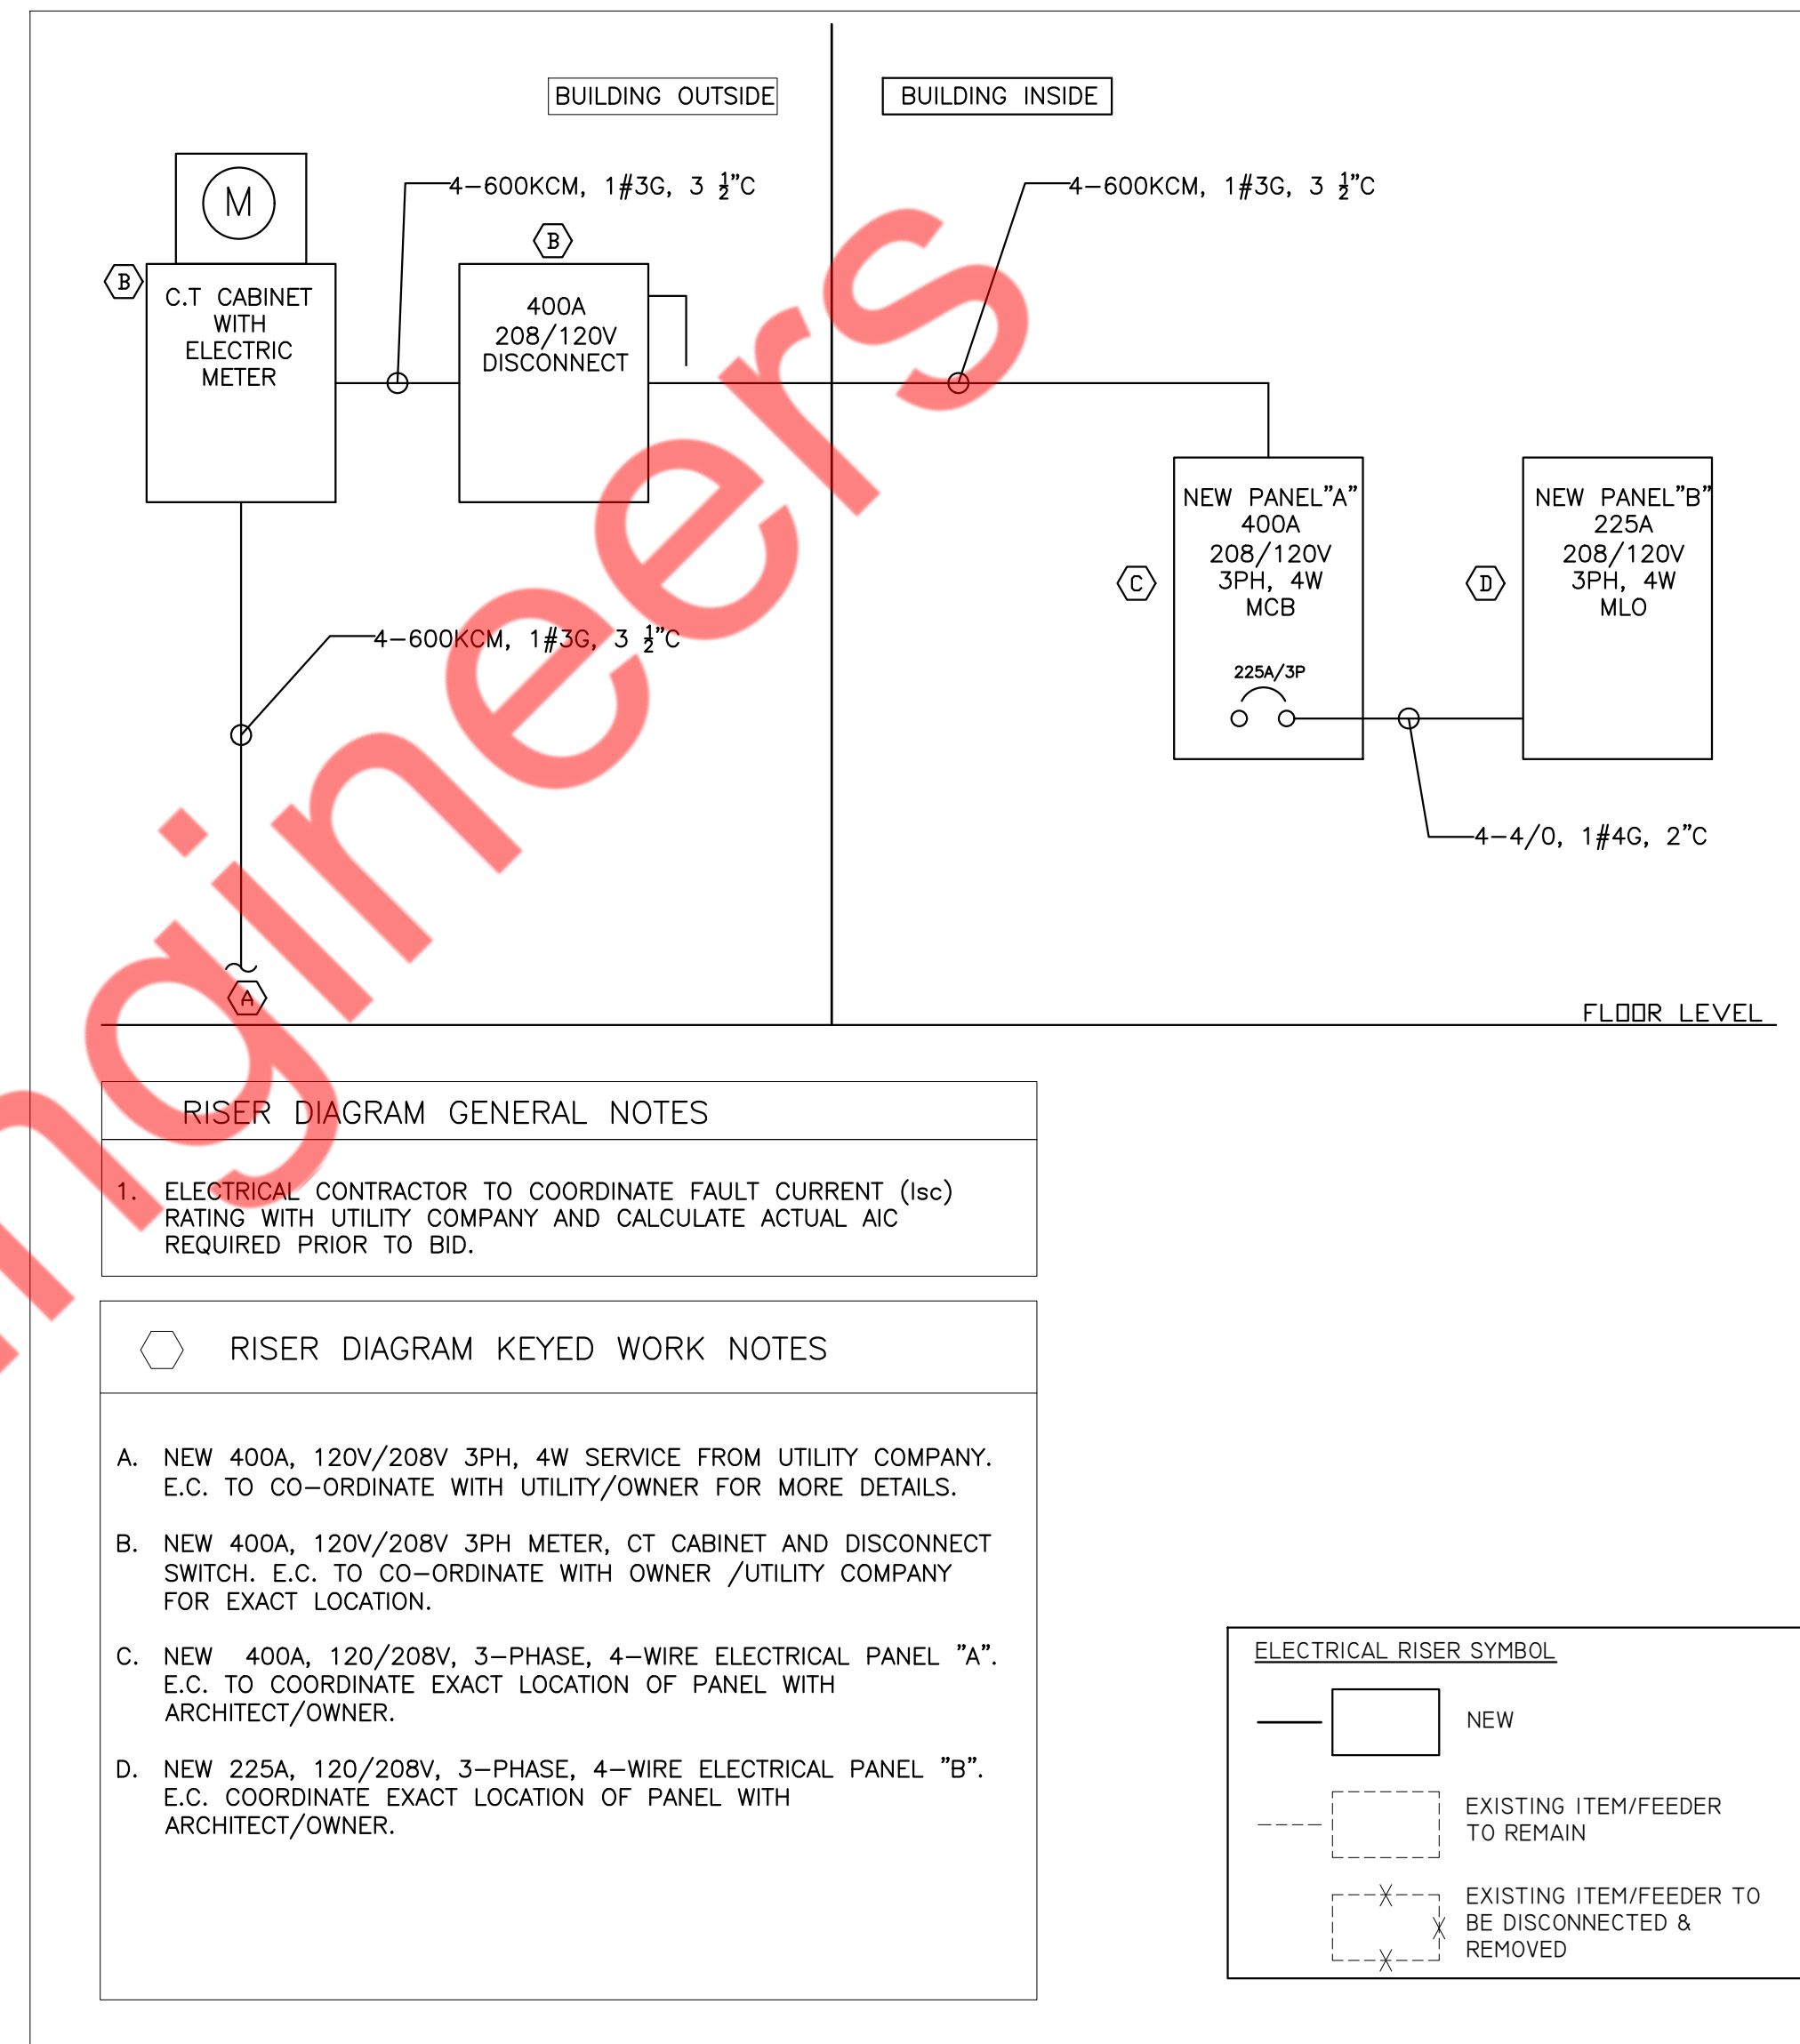 BUILDING OUTSIDE
BUILDING INSIDE
M
4-600KCM, 1#3G, 3 ½"C
4-600KCM, 1#3G, 3 ½"C
B
B
C.T CABINET
WITH
ELECTRIC
METER
400A
208/120V
DISCONNECT
NEW PANEL"A"
400A
208/120V
3PH, 4W
MCB
C
225A/3P
NEW PANEL"B"
225A
208/120V
3PH, 4W
MLO
D
4-600KCM, 1#3G, 3 ½"C
4-4/0, 1#4G, 2"C
A
FLOOR LEVEL
ngineers
RISER DIAGRAM GENERAL NOTES
1. ELECTRICAL CONTRACTOR TO COORDINATE FAULT CURRENT (Isc)
RATING WITH UTILITY COMPANY AND CALCULATE ACTUAL AIC
REQUIRED PRIOR TO BID.
RISER DIAGRAM KEYED WORK NOTES
A. NEW 400A, 120V/208V 3PH, 4W SERVICE FROM UTILITY COMPANY.
E.C. TO CO-ORDINATE WITH UTILITY/OWNER FOR MORE DETAILS.
B. NEW 400A, 120V/208V 3PH METER, CT CABINET AND DISCONNECT
SWITCH. E.C. TO CO-ORDINATE WITH OWNER /UTILITY COMPANY
FOR EXACT LOCATION.
C. NEW 400A, 120/208V, 3-PHASE, 4-WIRE ELECTRICAL PANEL "A".
E.C. TO COORDINATE EXACT LOCATION OF PANEL WITH
ARCHITECT/OWNER.
D. NEW 225A, 120/208V, 3-PHASE, 4-WIRE ELECTRICAL PANEL "B".
E.C. COORDINATE EXACT LOCATION OF PANEL WITH
ARCHITECT/OWNER.
ELECTRICAL RISER SYMBOL
NEW
EXISTING ITEM/FEEDER
TO REMAIN
EXISTING ITEM/FEEDER TO
BE DISCONNECTED &
REMOVED